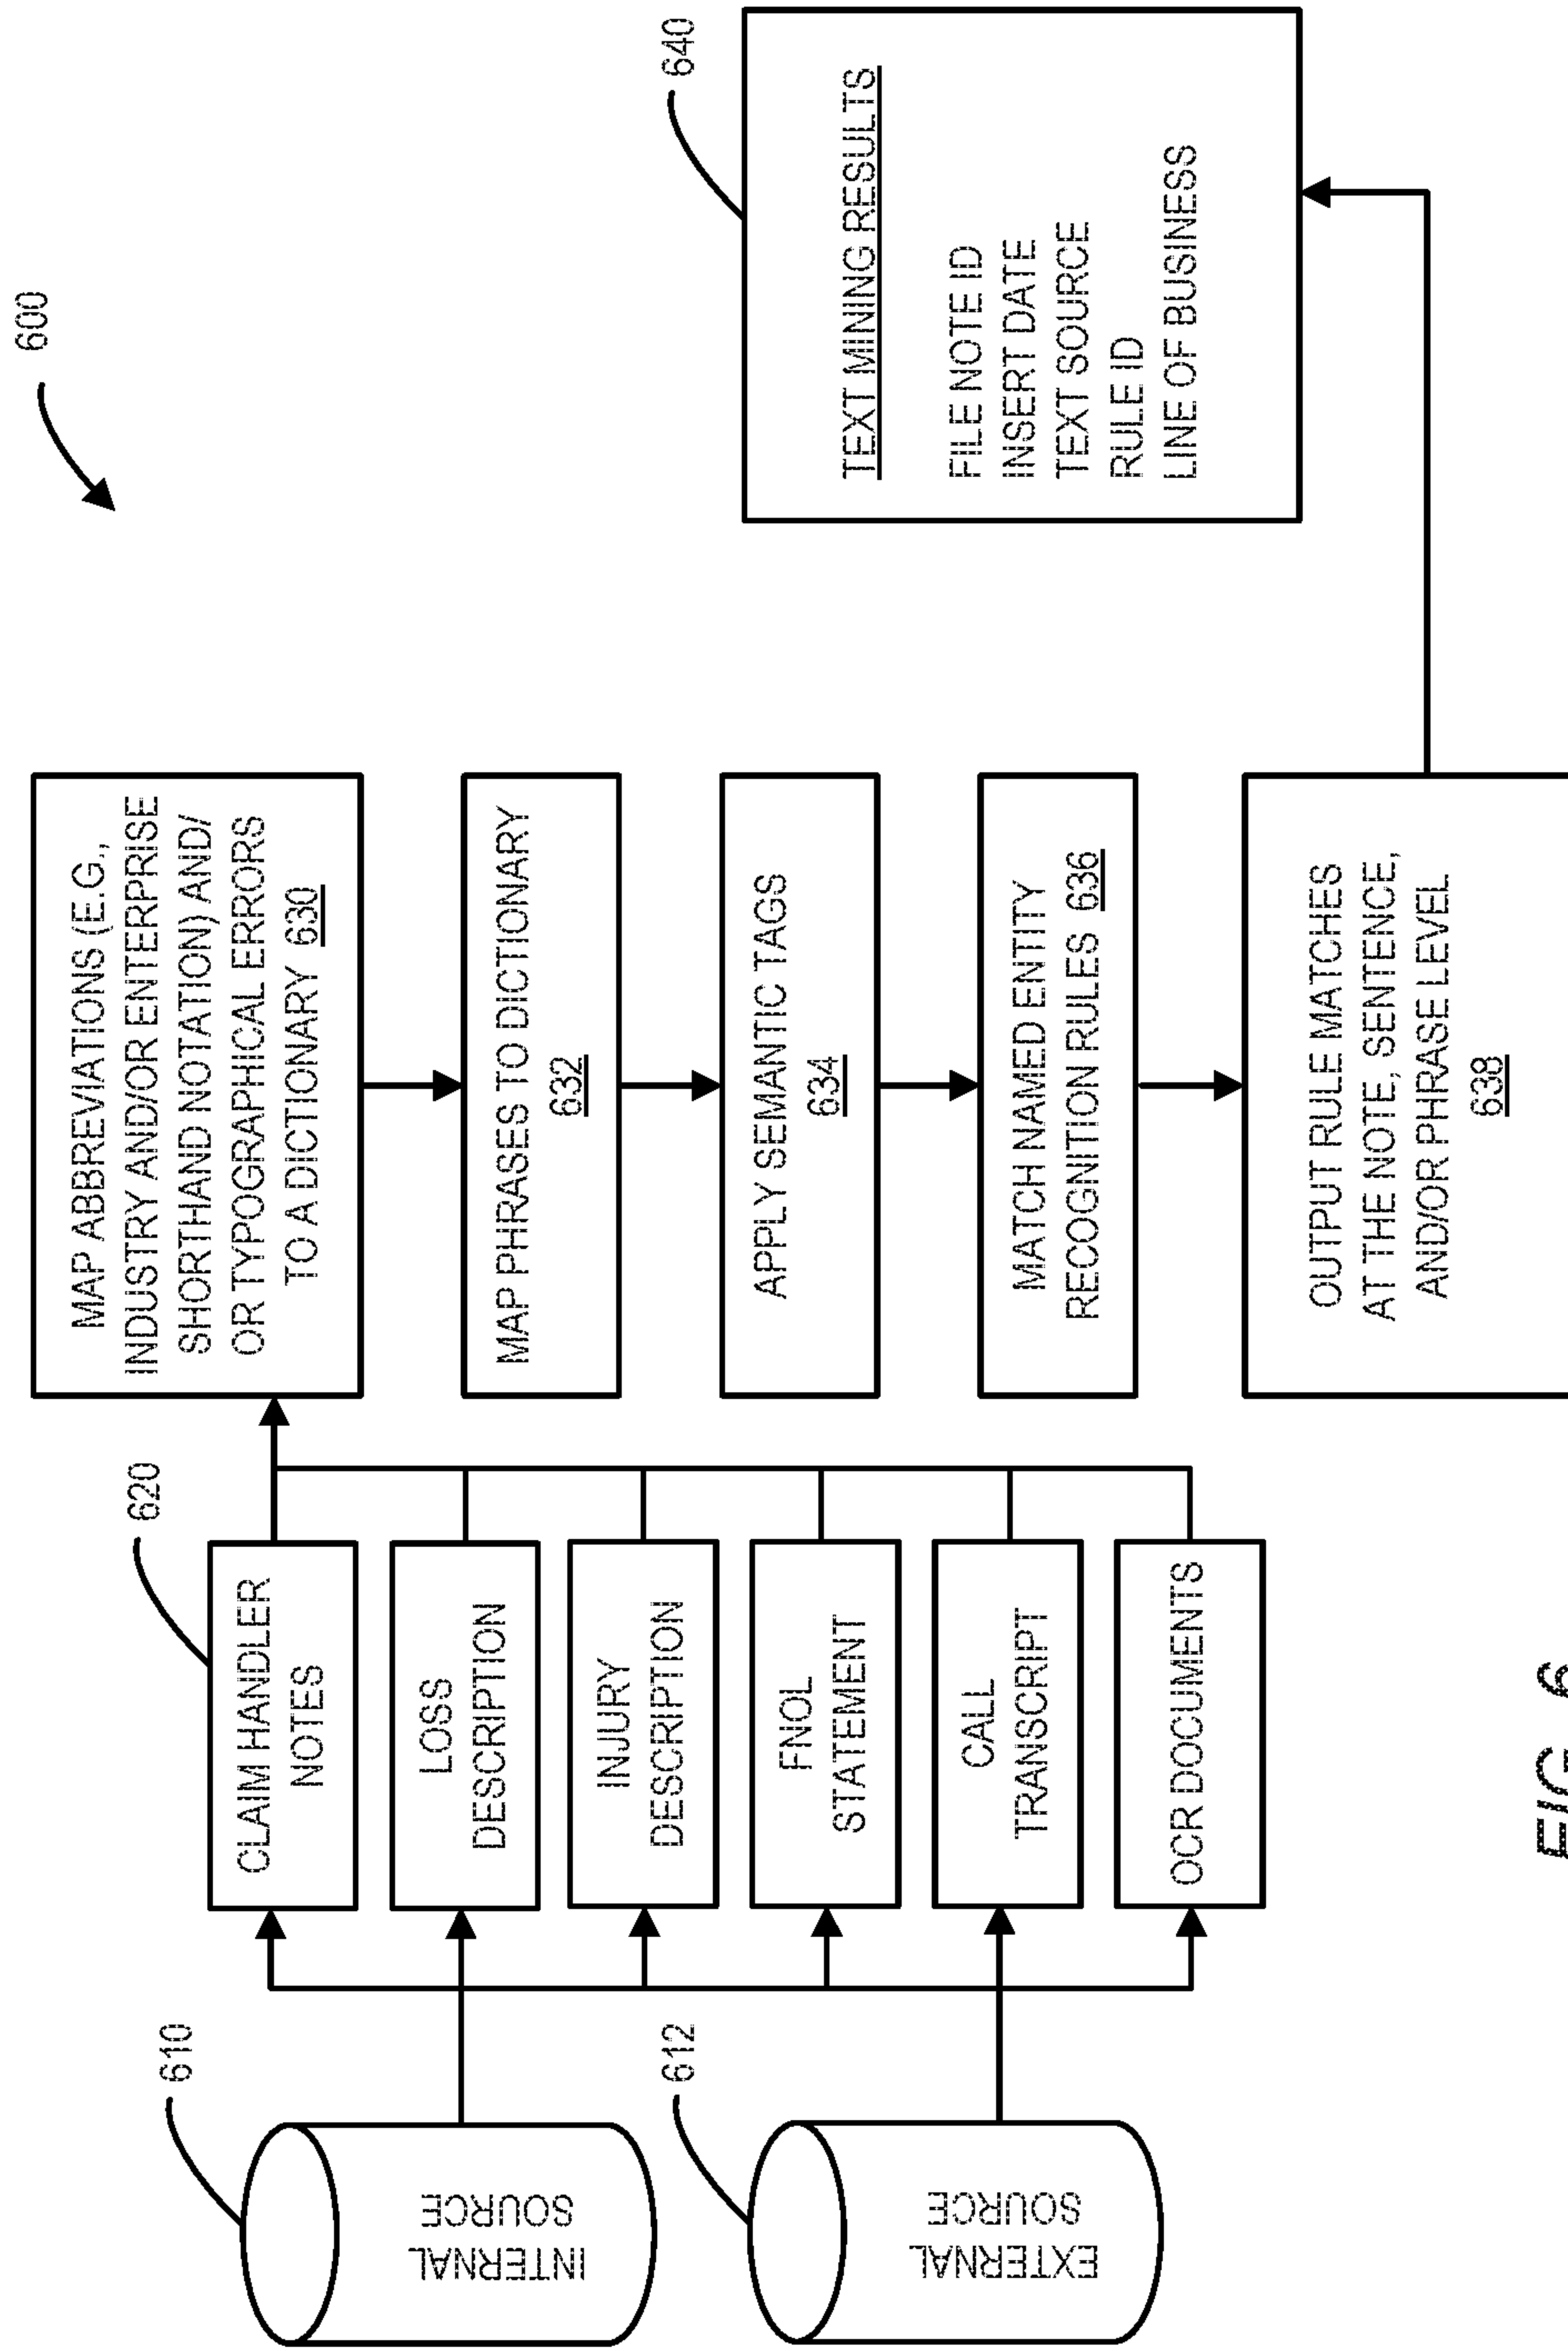 600
610
INTERNAL
SOURCE
612
EXTERNAL
SOURCE
620
CLAIM HANDLER
NOTES
LOSS
DESCRIPTION
INJURY
DESCRIPTION
FNOL
STATEMENT
CALL
TRANSCRIPT
OCR DOCUMENTS
MAP ABBREVIATIONS (E.G.,
INDUSTRY AND/OR ENTERPRISE
SHORTHAND NOTATION) AND/
OR TYPOGRAPHICAL ERRORS
TO A DICTIONARY 630
MAP PHRASES TO DICTIONARY
632
APPLY SEMANTIC TAGS
634
MATCH NAMED ENTITY
RECOGNITION RULES 636
OUTPUT RULE MATCHES
AT THE NOTE, SENTENCE,
AND/OR PHRASE LEVEL
638
640
TEXT MINING RESULTS
FILE NOTE ID
INSERT DATE
TEXT SOURCE
RULE ID
LINE OF BUSINESS
FIG. 6